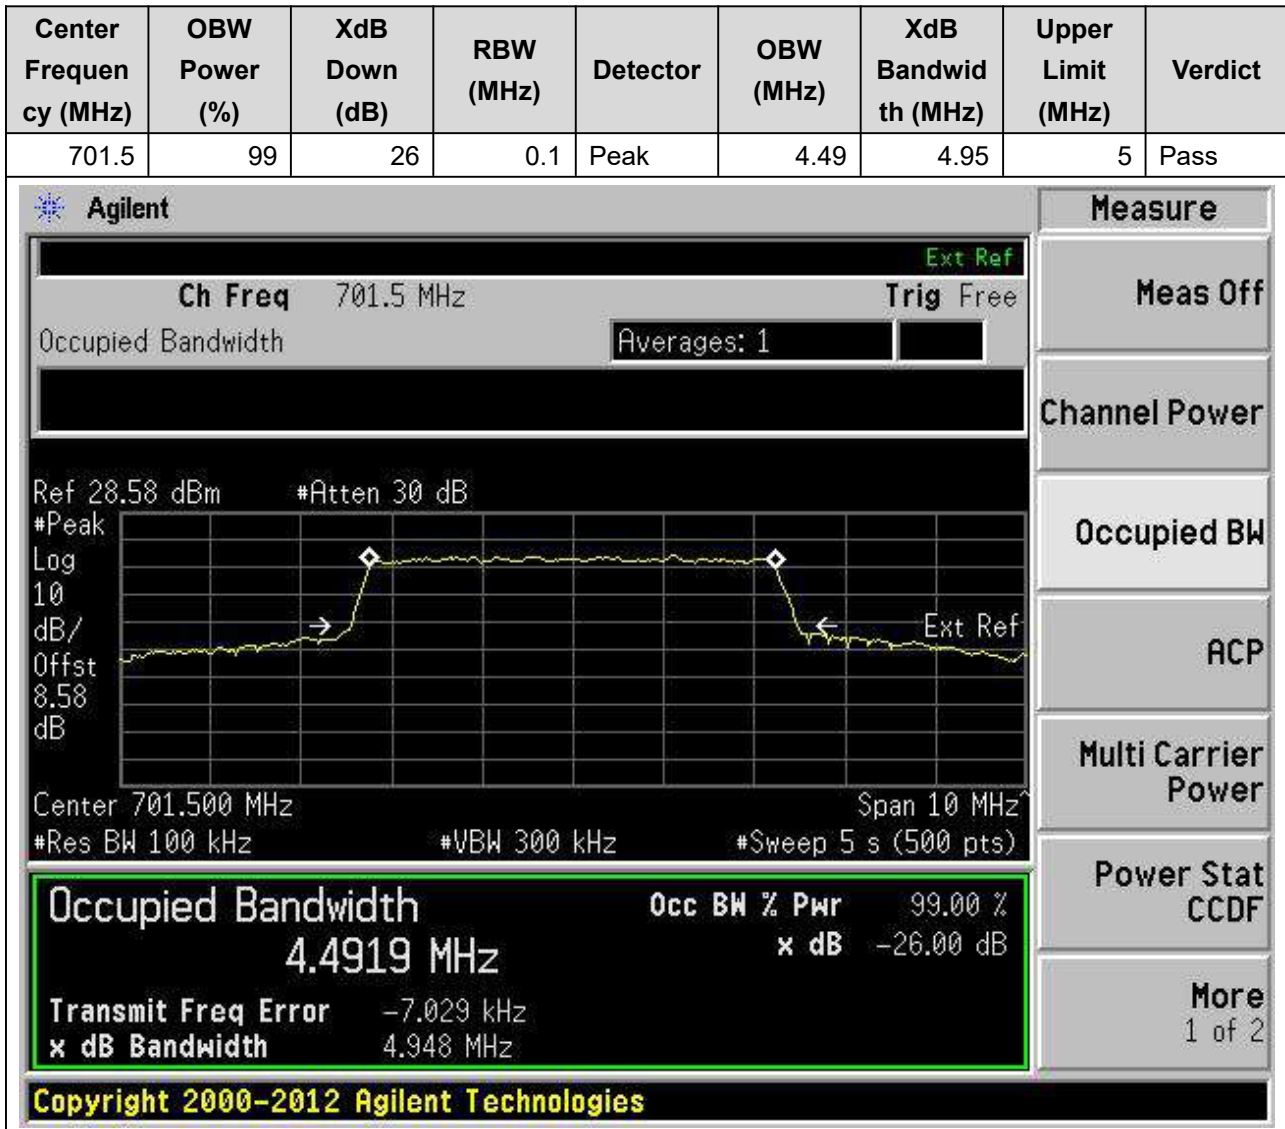 Center OBW XdB RBW Detector OBW XdB Upper Verdict
Frequen Power Down (MHz) (MHz) Bandwid Limit
cy (MHz) (%) (dB) th (MHz) (MHz)
701.5 99 26 0.1 Peak 4.49 4.95 5 Pass
Agilent
Measure
Ext Ref
Ch Freq 701.5 MHz Trig Free
Meas Off
Occupied Bandwidth Averages: 1
Channel Power
Ref 28.58 dBm #Atten 30 dB
#Peak
Log
10
dB/
Offst
8.58
dB
Ext Ref
Occupied BW
ACP
Center 701.500 MHz Span 10 MHz^
#Res BW 100 kHz #VBW 300 kHz #Sweep 5 s (500 pts)
Multi Carrier
Power
Occupied Bandwidth Occ BW % Pwr 99.00 %
4.4919 MHz x dB -26.00 dB
Transmit Freq Error -7.029 kHz
x dB Bandwidth 4.948 MHz
Power Stat
CCDF
More
1 of 2
Copyright 2000-2012 Agilent Technologies